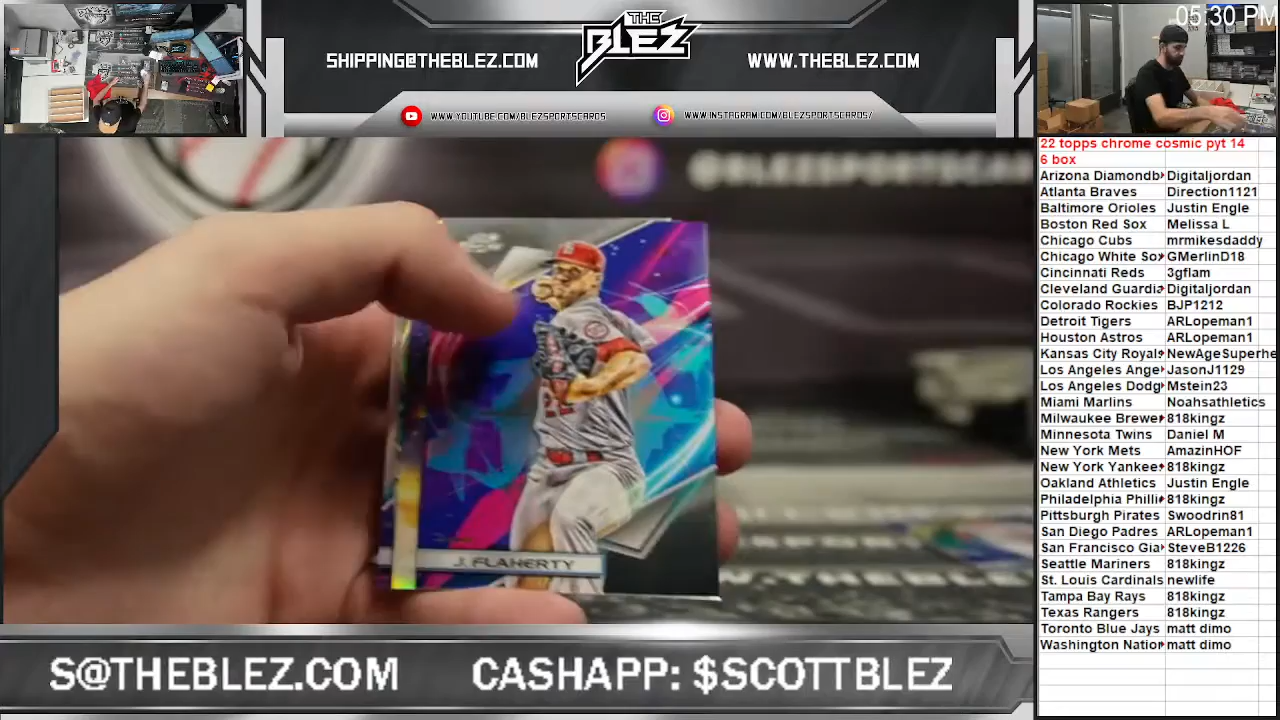 05:30 PM
THE
BLEZ
SHIPPING@THEBLEZ.COM
WWW.THEBLEZ.COM
WWW.YOUTUBE.COM/BLEZSPORTSCARDS
WWW.INSTAGRAM.COM/BLEZSPORTSCARDS/
@BLEZSPORTSCAR
J. FLAHERTY
S@THEBLEZ.COM CASHAPP: $SCOTTBLEZ
22 topps chrome cosmic pyt 14
6 box
Arizona Diamondb Digitaljordan
Atlanta Braves Direction1121
Baltimore Orioles Justin Engle
Boston Red Sox Melissa L
Chicago Cubs mrmikesdaddy
Chicago White Sox GMerlinD18
Cincinnati Reds 3gflam
Cleveland Guardia Digitaljordan
Colorado Rockies BJP1212
Detroit Tigers ARLopeman1
Houston Astros ARLopeman1
Kansas City Royals NewAgeSuperhe
Los Angeles Ange JasonJ1129
Los Angeles Dodg Mstein23
Miami Marlins Noahsathletics
Milwaukee Brewe 818kingz
Minnesota Twins Daniel M
New York Mets AmazinHOF
New York Yankee 818kingz
Oakland Athletics Justin Engle
Philadelphia Philli 818kingz
Pittsburgh Pirates Swoodrin81
San Diego Padres ARLopeman1
San Francisco Gia SteveB1226
Seattle Mariners 818kingz
St. Louis Cardinals newlife
Tampa Bay Rays 818kingz
Texas Rangers 818kingz
Toronto Blue Jays matt dimo
Washington Nation matt dimo